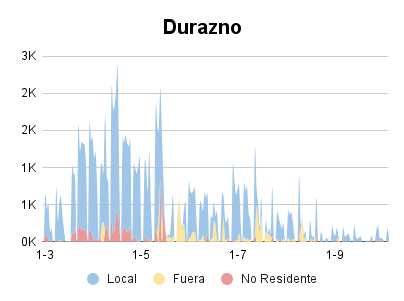 Durazno
3K
2K
2K
1K
1K
0K
1-3 1-5 1-7 1-9
Local Fuera No Residente